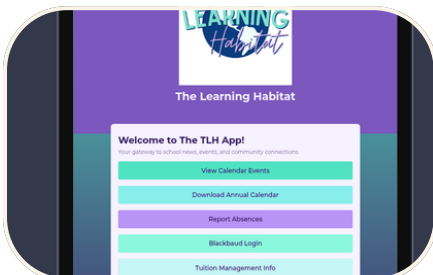 LEARNING
Habitat
The Learning Habitat
Welcome to The TLH App!
Your gateway to school news, events, and community connections.
View Calendar Events
Download Annual Calendar
Report Absences
Blackbaud Login
Tuition Management Info